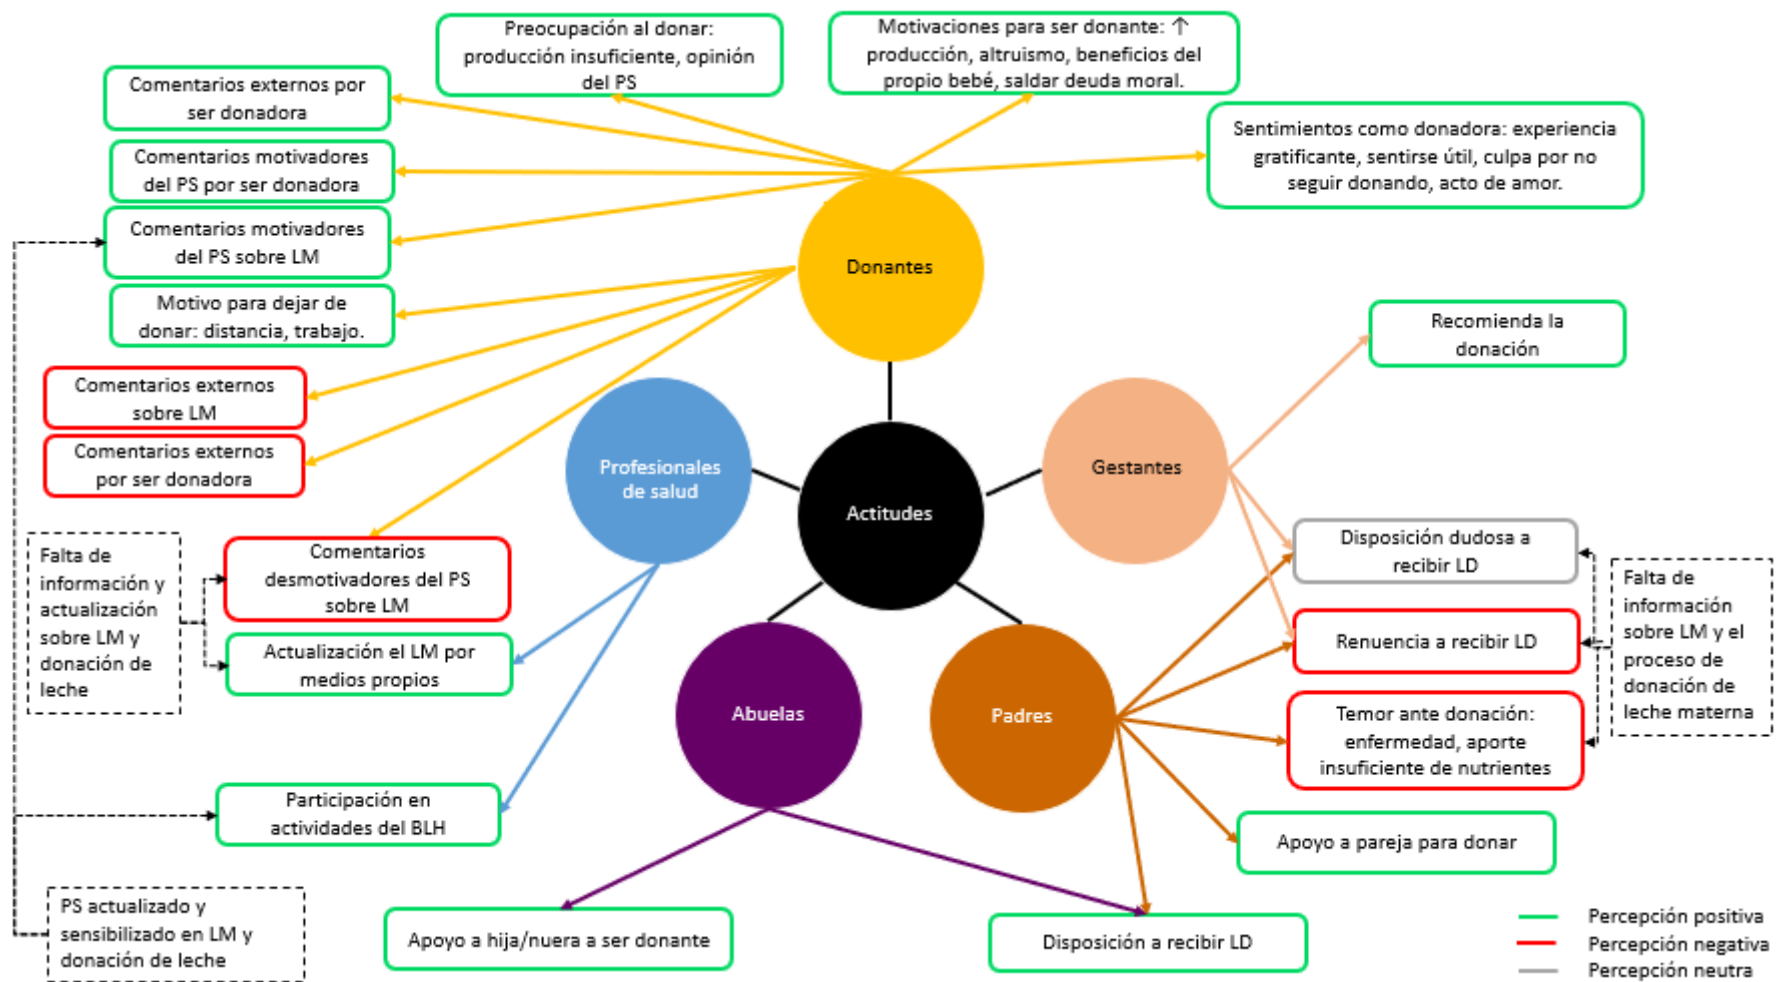 Preocupación al donar:
producción insuficiente, opinión
del PS
Motivaciones para ser donante: ↑
producción, altruismo, beneficios del
propio bebé, saldar deuda moral.
Comentarios externos por
ser donadora
Sentimientos como donadora: experiencia
gratificante, sentirse útil, culpa por no
seguir donando, acto de amor.
Comentarios motivadores
del PS por ser donadora
Comentarios motivadores
del PS sobre LM
Motivo para dejar de
donar: distancia, trabajo.
Comentarios externos
sobre LM
Comentarios externos
por ser donadora
Donantes
Recomienda la
donación
Profesionales
de salud
Gestantes
Actitudes
Falta de
información y
actualización
sobre LM y
donación de
leche
Comentarios
desmotivadores del PS
sobre LM
Actualización el LM por
medios propios
Disposición dudosa a
recibir LD
Renuencia a recibir LD
Temor ante donación:
enfermedad, aporte
insuficiente de nutrientes
Falta de
información
sobre LM y el
proceso de
donación de
leche materna
Abuelas
Padres
Participación en
actividades del BLH
Apoyo a pareja para donar
PS actualizado y
sensibilizado en LM y
donación de leche
Apoyo a hija/nuera a ser donante
Disposición a recibir LD
Percepción positiva
Percepción negativa
Percepción neutra